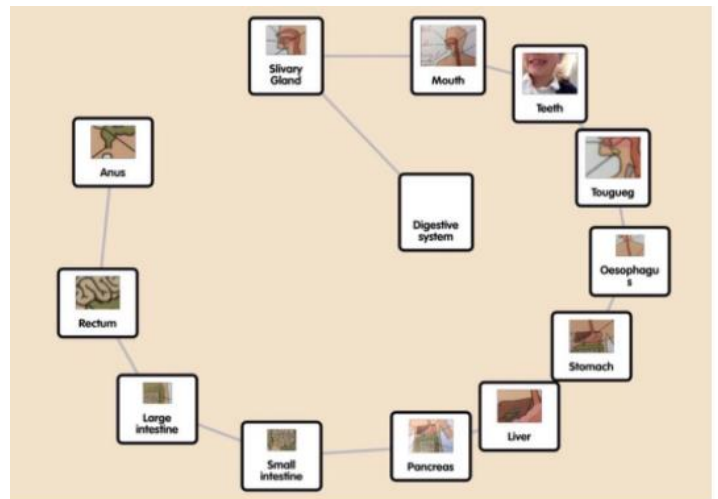 Slivary
Gland
Mouth
Teeth
Tougueg
Oesophagu
s
Stomach
Liver
Pancreas
Small
intestine
Large
intestine
Rectum
Anus
Digestive
system